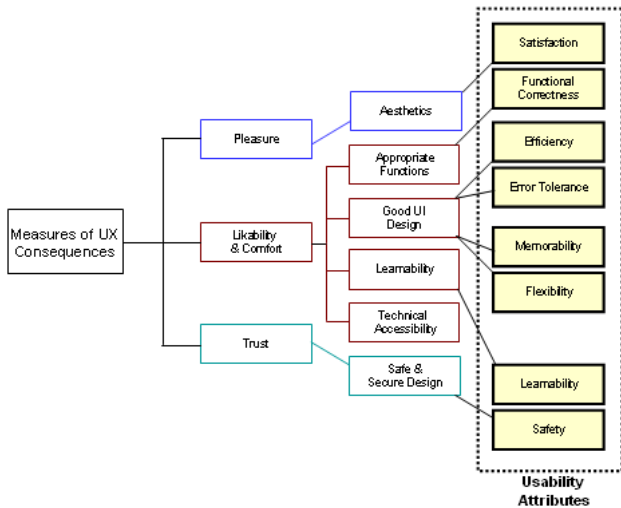 Satisfaction
Functional
Correctness
Aesthetics
Efficiency
Pleasure
Appropriate
Functions
Error Tolerance
Good UI
Design
Measures of UX
Consequences
Likability
& Comfort
Memorability
Learnability
Flexibility
Technical
Accessibility
Trust
Safe &
Secure Design
Learnability
Safety
Usability
Attributes